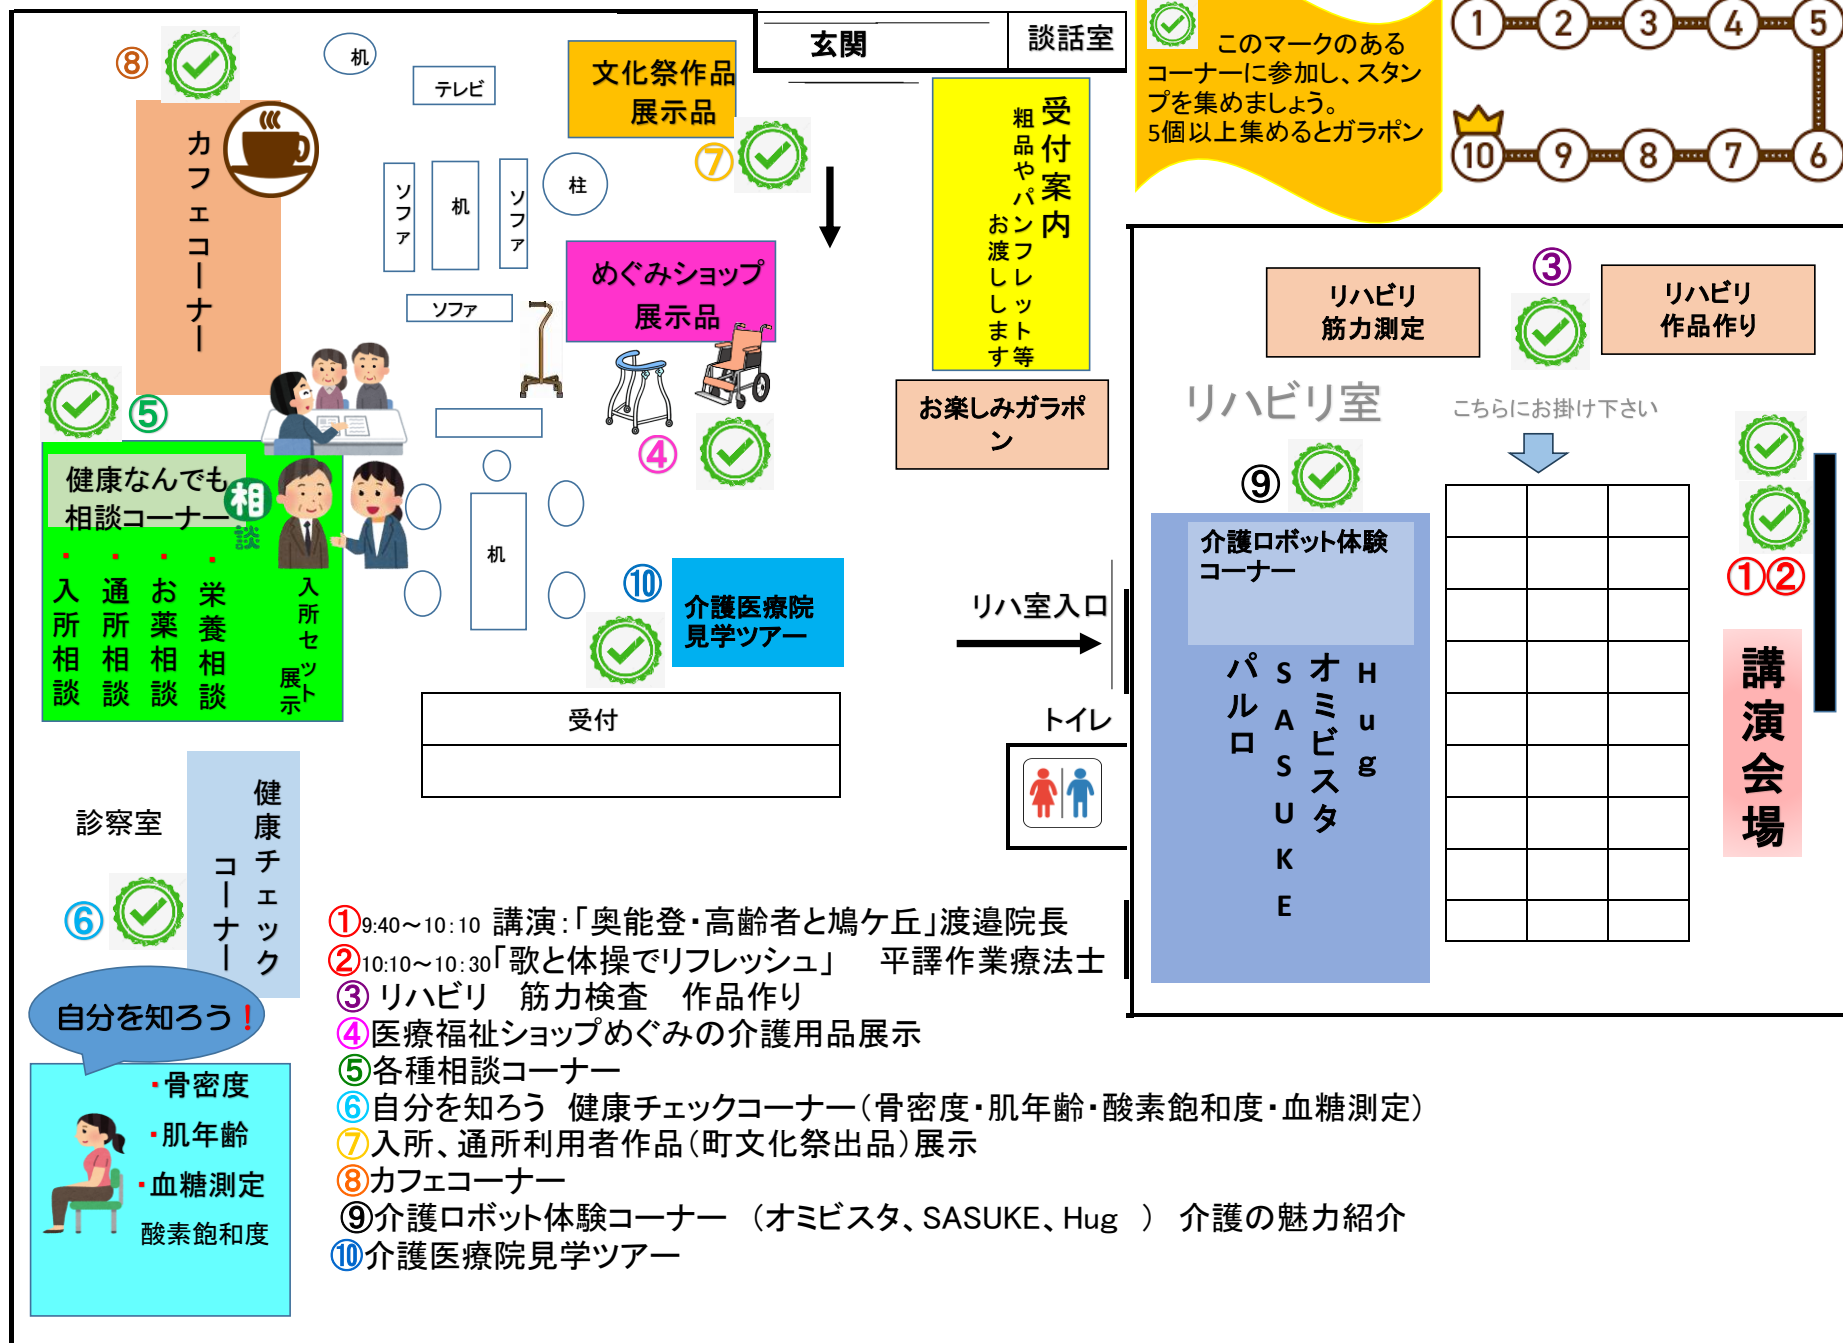 玄関
談話室
このマークのある
コーナーに参加し、スタン
プを集めましょう。
5個以上集めるとガラポン
1
2
3
4
5
10
9
8
7
6
⑧
カフェコーナー
机
テレビ
文化祭作品
展示品
⑦
ソファ
机
ソファ
柱
ソファ
めぐみショップ
展示品
④
受付案内
粗品やパンフレット等
お渡しします
お楽しみガラポ
ン
⑤
健康なんでも
相談コーナー
相
談
・入所相談
・通所相談
・お薬相談
・栄養相談
入所セット
展示
机
⑩
介護医療院
見学ツアー
受付
リハ室入口
トイレ
リハビリ
筋力測定
③
リハビリ
作品作り
リハビリ室
こちらにお掛け下さい
⑨
介護ロボット体験
コーナー
パルロ
SASUKE
オミビスタ
Hug
①②
講演会場
診察室
健康チェック
コーナー
⑥
自分を知ろう！
・骨密度
・肌年齢
・血糖測定
酸素飽和度
①9:40～10:10 講演:「奥能登・高齢者と鳩ケ丘」渡邉院長
②10:10～10:30「歌と体操でリフレッシュ」 平譯作業療法士
③ リハビリ 筋力検査 作品作り
④医療福祉ショップめぐみの介護用品展示
⑤各種相談コーナー
⑥自分を知ろう 健康チェックコーナー(骨密度・肌年齢・酸素飽和度・血糖測定)
⑦入所、通所利用者作品(町文化祭出品)展示
⑧カフェコーナー
⑨介護ロボット体験コーナー (オミビスタ、SASUKE、Hug ) 介護の魅力紹介
⑩介護医療院見学ツアー